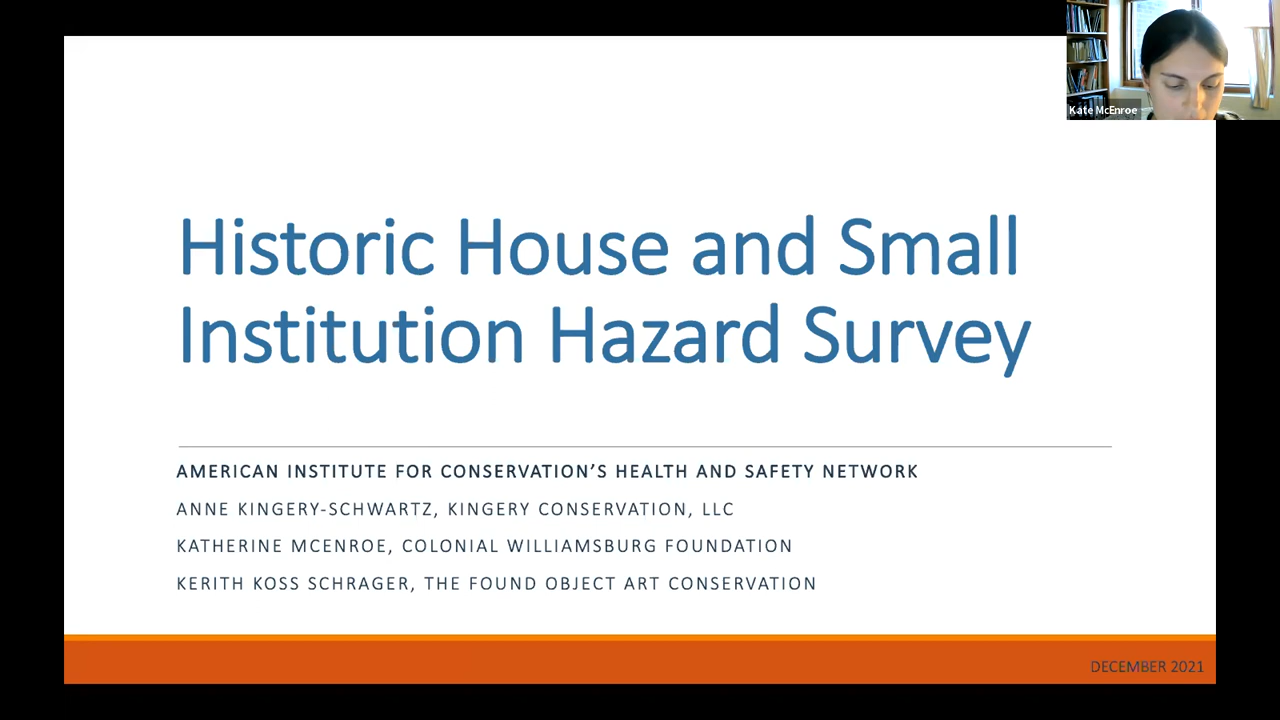 Kate McEnroe
Historic House and Small
Institution Hazard Survey
AMERICAN INSTITUTE FOR CONSERVATION’S HEALTH AND SAFETY NETWORK
ANNE KINGERY-SCHWARTZ, KINGERY CONSERVATION, LLC
KATHERINE MCENROE, COLONIAL WILLIAMSBURG FOUNDATION
KERITH KOSS SCHRAGER, THE FOUND OBJECT ART CONSERVATION
DECEMBER 2021